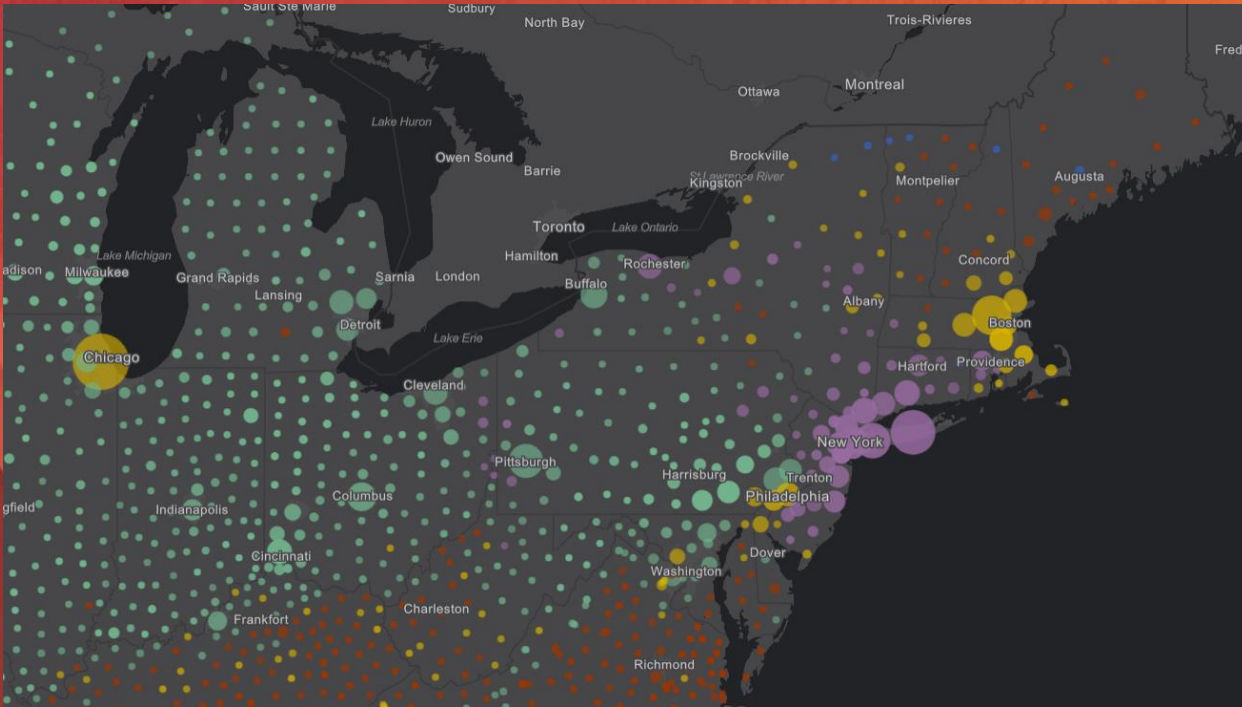 Sault Ste Marie
Sudbury
North Bay
Trois-Rivieres
Fred
Ottawa
Montreal
Lake Huron
Owen Sound
Barrie
Brockville
St Lawrence River
Kingston
Montpelier
Augusta
Toronto
Lake Ontario
Hamilton
Lake Michigan
Rochester
Concord
adison
Milwaukee
Grand Rapids
Sarnia
London
Buffalo
Lansing
Albany
Detroit
Boston
Lake Erie
Chicago
Hartford
Providence
Cleveland
New York
Pittsburgh
Harrisburg
Trenton
Columbus
Philadelphia
gfield
Indianapolis
Cincinnati
Dover
Washington
Frankfort
Charleston
Richmond